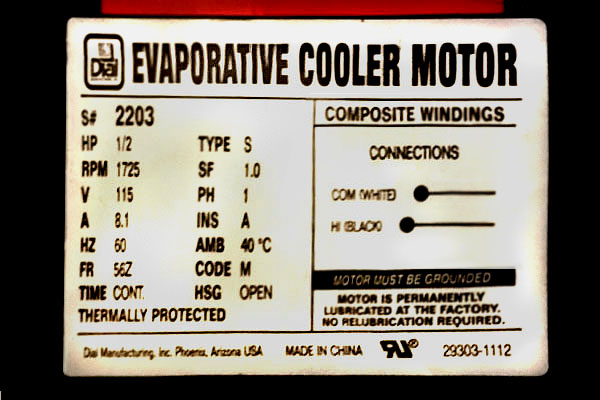 Dial EVAPORATIVE COOLER MOTOR
S# 2203
HP 1/2 TYPE S
RPM 1725 SF 1.0
V 115 PH 1
A 8.1 INS A
HZ 60 AMB 40 °C
FR 56Z CODE M
TIME CONT. HSG OPEN
THERMALLY PROTECTED
COMPOSITE WINDINGS
CONNECTIONS
COM (WHITE)
HI (BLACK)
MOTOR MUST BE GROUNDED
MOTOR IS PERMANENTLY
LUBRICATED AT THE FACTORY.
NO RELUBRICATION REQUIRED.
Dial Manufacturing, Inc. Phoenix, Arizona USA MADE IN CHINA RU® 29303-1112